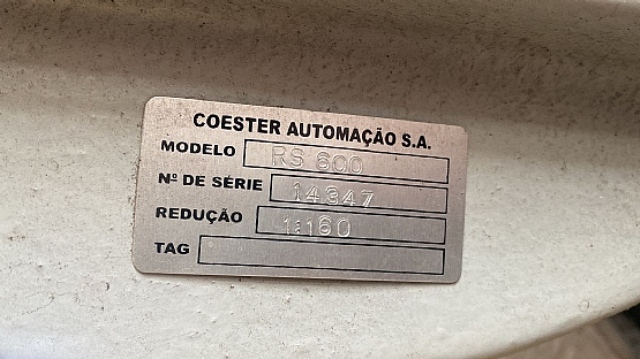 COESTER AUTOMAÇÃO S.A.
MODELO RS 600
Nº DE SÉRIE 14347
REDUÇÃO 1:160
TAG